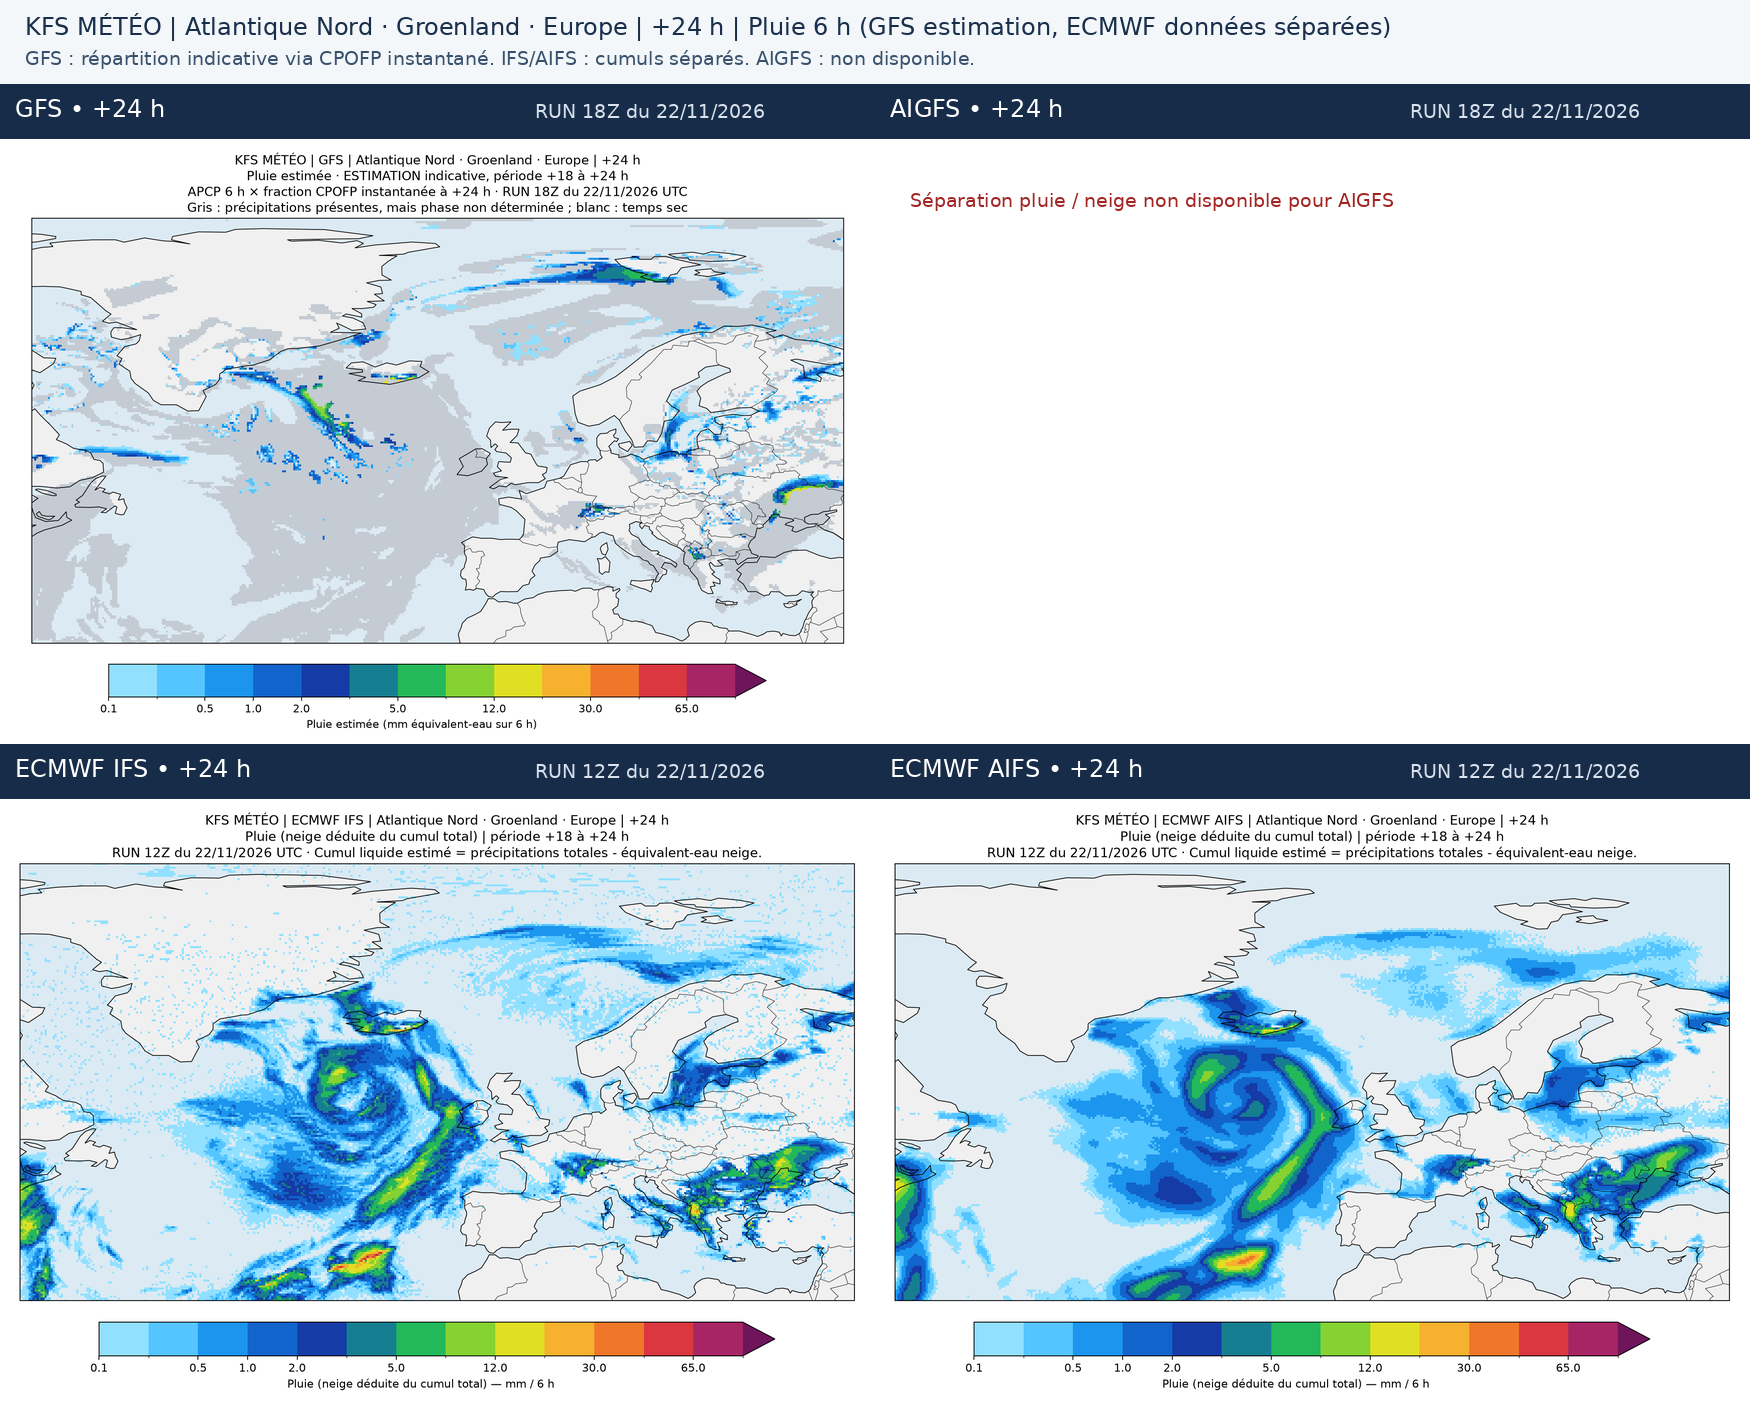 KFS MÉTÉO | Atlantique Nord · Groenland · Europe | +24 h | Pluie 6 h (GFS estimation, ECMWF données séparées)
GFS : répartition indicative via CPOFP instantané. IFS/AIFS : cumuls séparés. AIGFS : non disponible.
GFS • +24 h
RUN 18Z du 22/11/2026
AIGFS • +24 h
RUN 18Z du 22/11/2026
KFS MÉTÉO | GFS | Atlantique Nord · Groenland · Europe | +24 h
Pluie estimée · ESTIMATION indicative, période +18 à +24 h
APCP 6 h × fraction CPOFP instantanée à +24 h · RUN 18Z du 22/11/2026 UTC
Gris : précipitations présentes, mais phase non déterminée ; blanc : temps sec
Séparation pluie / neige non disponible pour AIGFS
0.1 0.5 1.0 2.0 5.0 12.0 30.0 65.0
Pluie estimée (mm équivalent-eau sur 6 h)
ECMWF IFS • +24 h
RUN 12Z du 22/11/2026
ECMWF AIFS • +24 h
RUN 12Z du 22/11/2026
KFS MÉTÉO | ECMWF IFS | Atlantique Nord · Groenland · Europe | +24 h
Pluie (neige déduite du cumul total) | période +18 à +24 h
RUN 12Z du 22/11/2026 UTC · Cumul liquide estimé = précipitations totales - équivalent-eau neige.
0.1 0.5 1.0 2.0 5.0 12.0 30.0 65.0
Pluie (neige déduite du cumul total) — mm / 6 h
KFS MÉTÉO | ECMWF AIFS | Atlantique Nord · Groenland · Europe | +24 h
Pluie (neige déduite du cumul total) | période +18 à +24 h
RUN 12Z du 22/11/2026 UTC · Cumul liquide estimé = précipitations totales - équivalent-eau neige.
0.1 0.5 1.0 2.0 5.0 12.0 30.0 65.0
Pluie (neige déduite du cumul total) — mm / 6 h